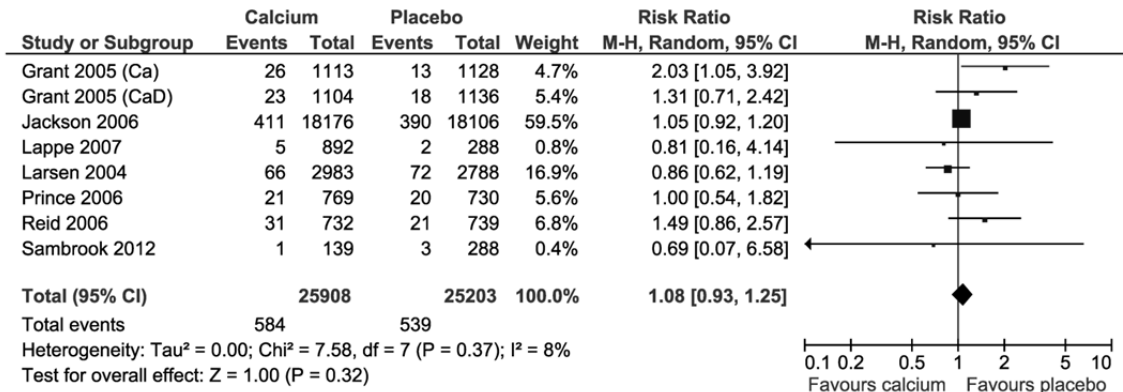 Calcium Placebo Risk Ratio Risk Ratio
Study or Subgroup Events Total Events Total Weight M-H, Random, 95% CI M-H, Random, 95% CI
Grant 2005 (Ca) 26 1113 13 1128 4.7% 2.03 [1.05, 3.92]
Grant 2005 (CaD) 23 1104 18 1136 5.4% 1.31 [0.71, 2.42]
Jackson 2006 411 18176 390 18106 59.5% 1.05 [0.92, 1.20]
Lappe 2007 5 892 2 288 0.8% 0.81 [0.16, 4.14]
Larsen 2004 66 2983 72 2788 16.9% 0.86 [0.62, 1.19]
Prince 2006 21 769 20 730 5.6% 1.00 [0.54, 1.82]
Reid 2006 31 732 21 739 6.8% 1.49 [0.86, 2.57]
Sambrook 2012 1 139 3 288 0.4% 0.69 [0.07, 6.58]
Total (95% CI) 25908 25203 100.0% 1.08 [0.93, 1.25]
Total events 584 539
Heterogeneity: Tau² = 0.00; Chi² = 7.58, df = 7 (P = 0.37); I² = 8%
Test for overall effect: Z = 1.00 (P = 0.32)
0.1 0.2 0.5 1 2 5 10
Favours calcium Favours placebo